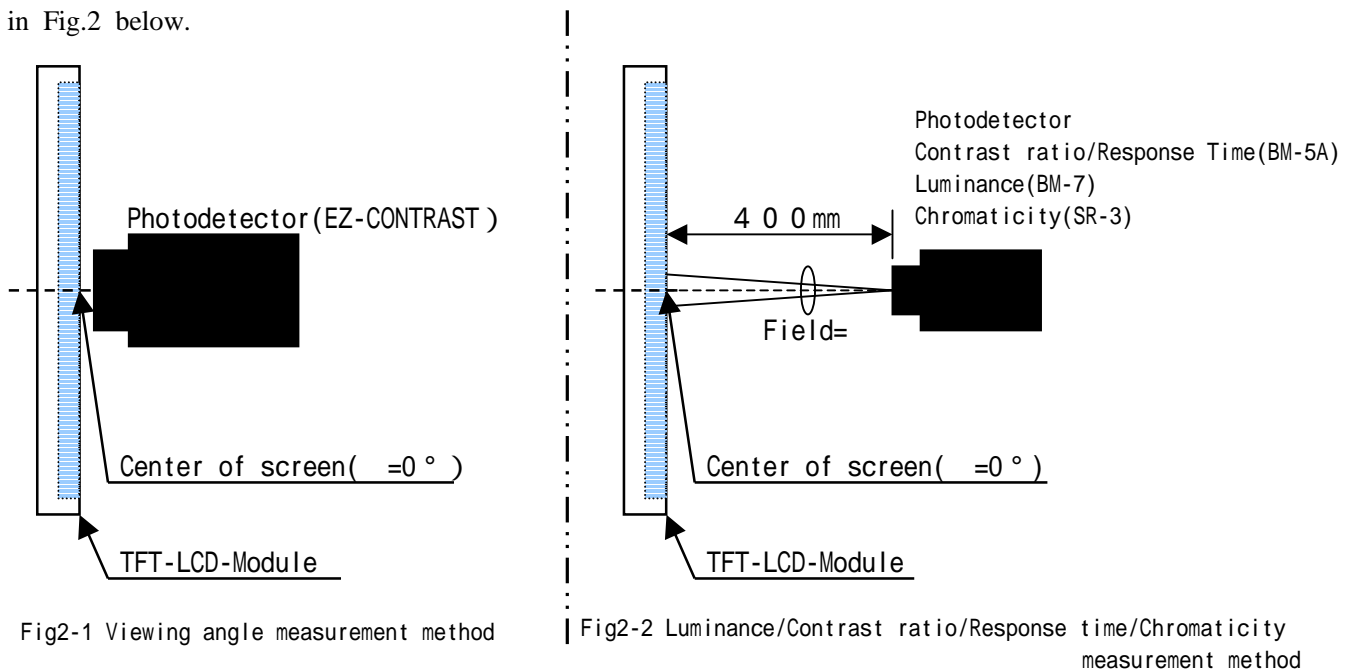 in Fig.2 below.
Photodetector(EZ-CONTRAST)
Center of screen( =0°)
TFT-LCD-Module
Fig2-1 Viewing angle measurement method
Photodetector
Contrast ratio/Response Time(BM-5A)
Luminance(BM-7)
Chromaticity(SR-3)
400mm
Field=
Center of screen( =0°)
TFT-LCD-Module
Fig2-2 Luminance/Contrast ratio/Response time/Chromaticity
measurement method